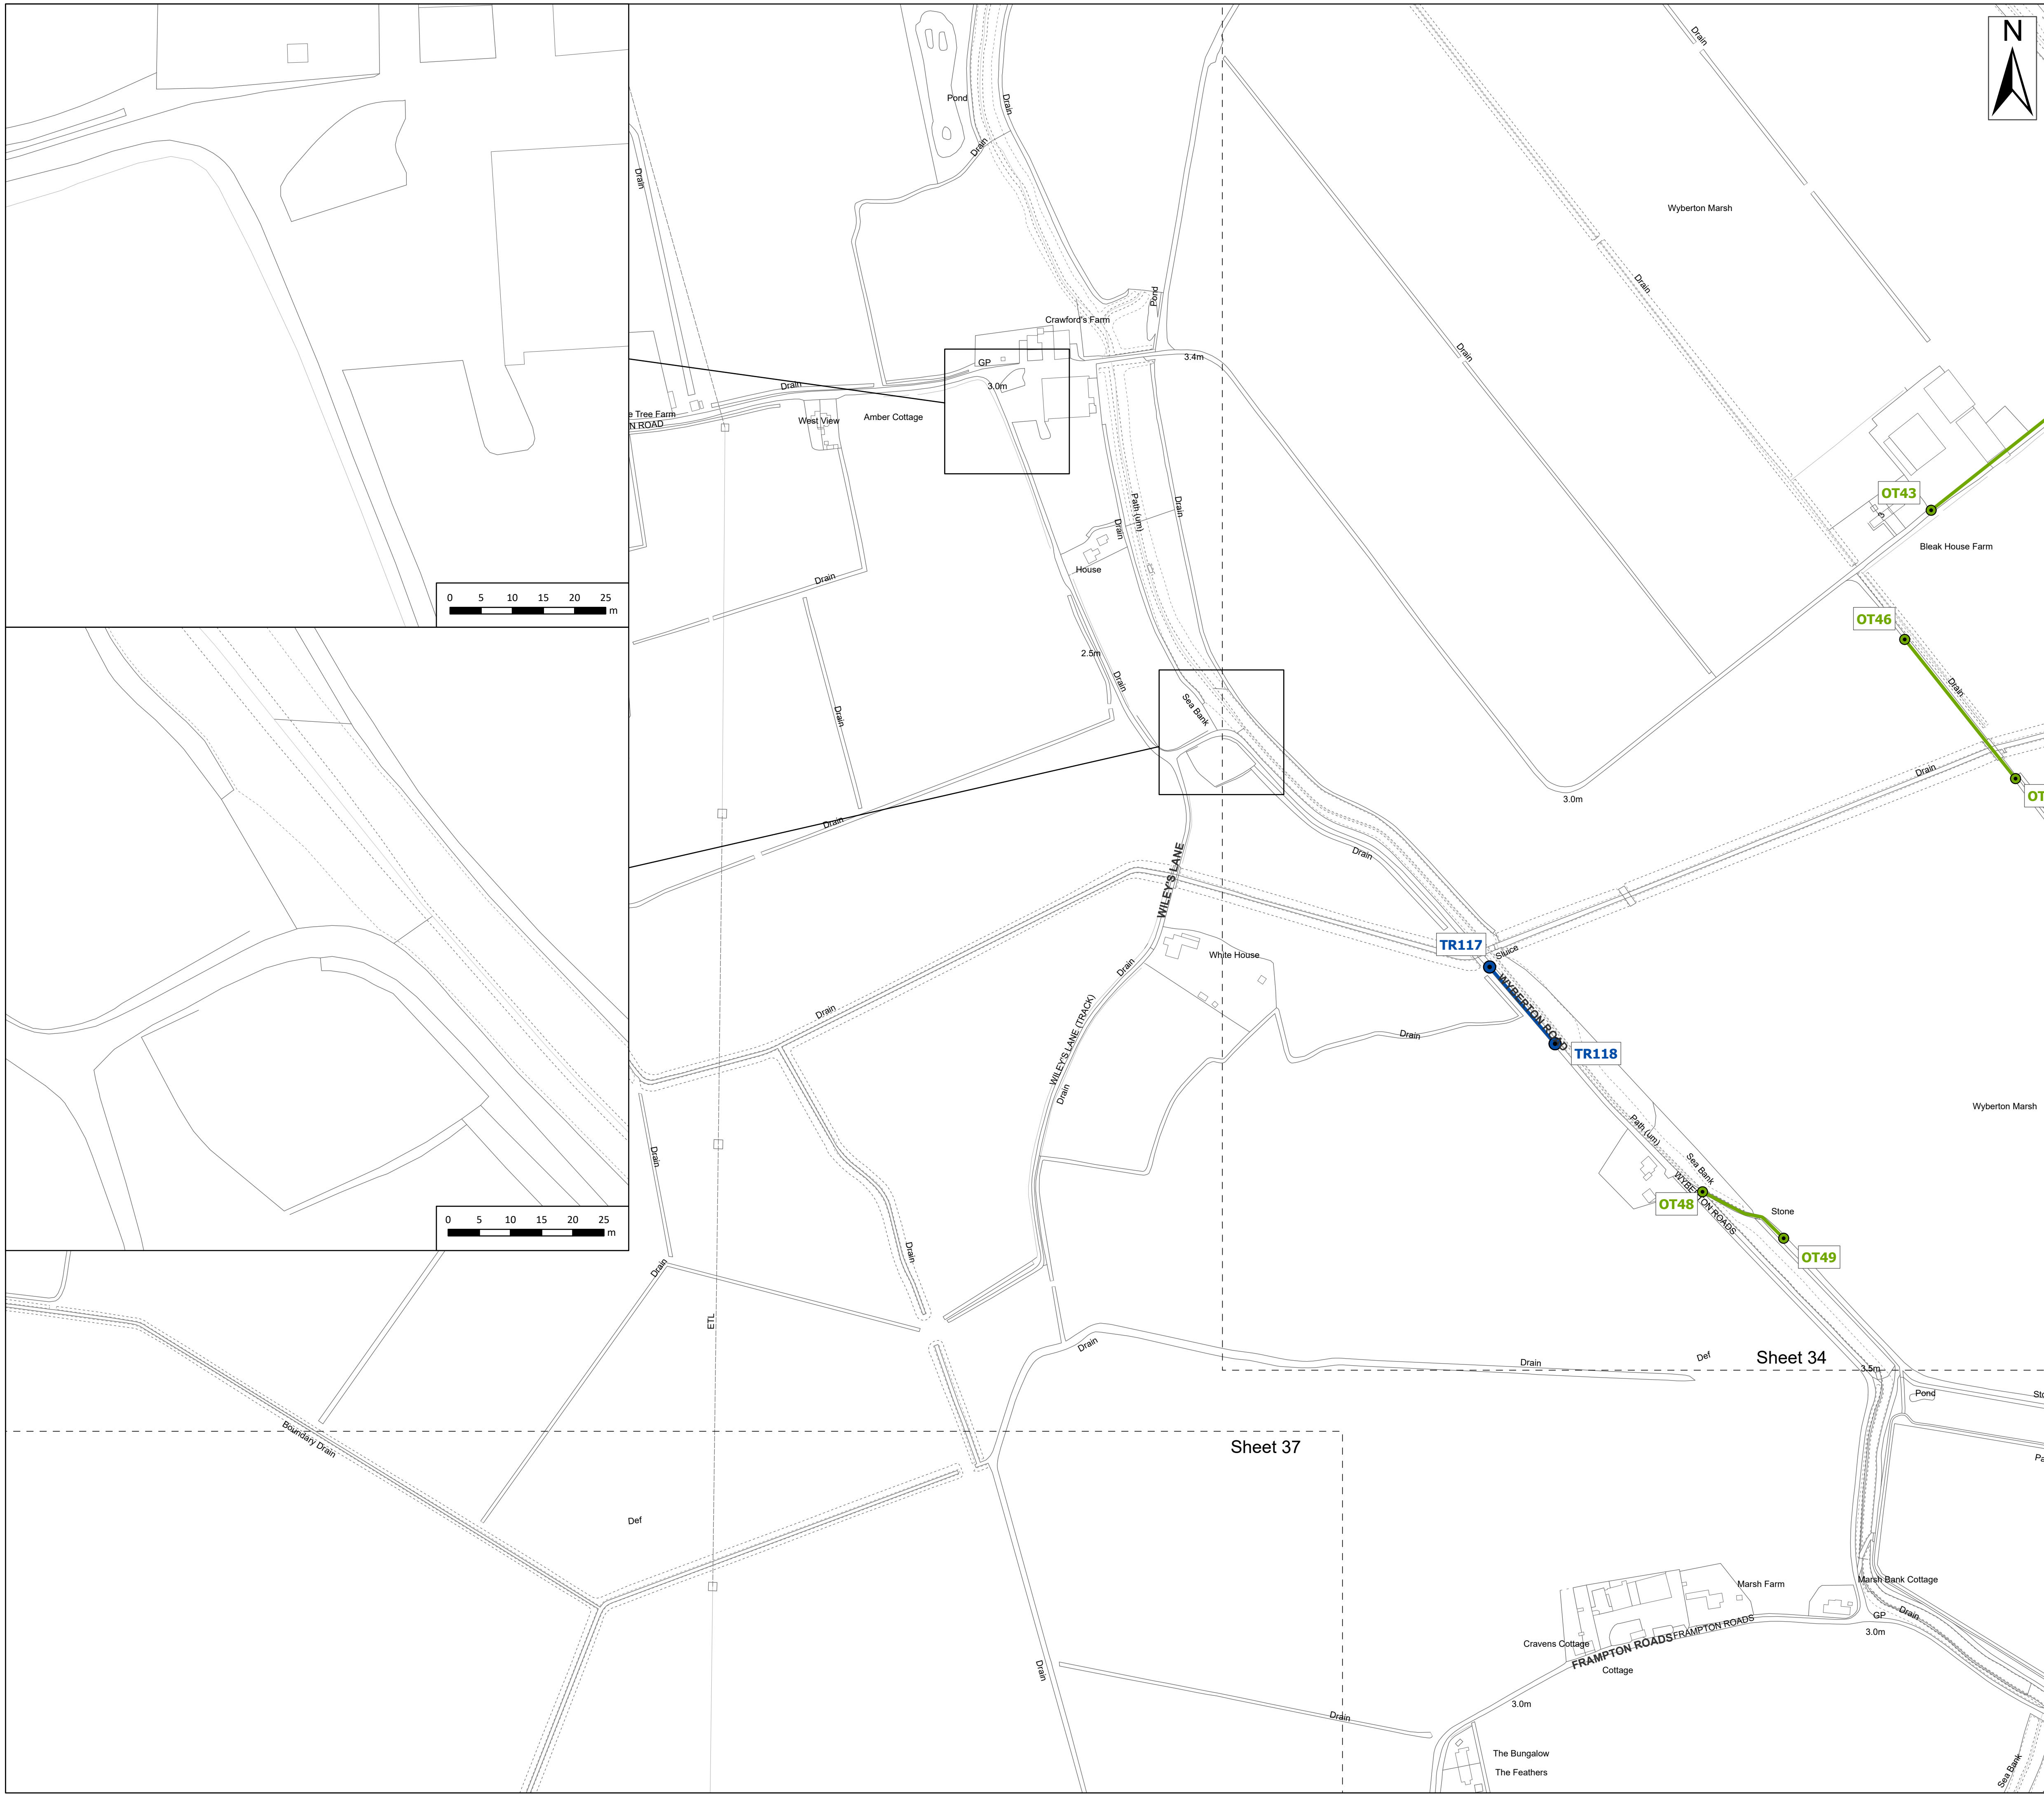 N
Drain
Pond
Drain
Drain
Drain
Wyberton Marsh
Drain
Pond
Crawford's Farm
Drain
3.4m
GP
3.0m
Drain
e Tree Farm
N ROAD
West View
Amber Cottage
OT43
3
Path (um)
Drain
Drain
Bleak House Farm
House
Drain
0 5 10 15 20 25
m
OT46
2.5m
Drain
Drain
Sea Bank
Drain
Drain
3.0m
OT
Drain
Drain
WILEY'S LANE
TR117
Sluice
White House
Drain
WYBERTON ROAD
WILEY'S LANE (TRACK)
Drain
Drain
TR118
Drain
Wyberton Marsh
Path (um)
Drain
Sea Bank
WYBERTON ROADS
OT48
Stone
0 5 10 15 20 25
m
OT49
Drain
Drain
ETL
Drain
Def
Drain
Sheet 34
3.5m
Pond
Sto
Boundary Drain
Sheet 37
Pa
Def
Marsh Farm
Marsh Bank Cottage
Drain
GP
3.0m
FRAMPTON ROADS
FRAMPTON ROADS
Cravens Cottage
Cottage
Drain
3.0m
Drain
The Bungalow
The Feathers
Sea Bank